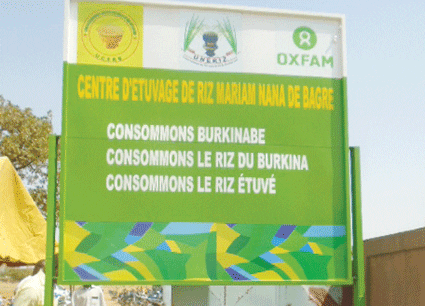 U.C.E.R.B
UNERIZ
OXFAM
CENTRE D'ETUVAGE DE RIZ MARIAM NANA DE BAGRE
CONSOMMONS BURKINABE
CONSOMMONS LE RIZ DU BURKINA
CONSOMMONS LE RIZ ÉTUVÉ